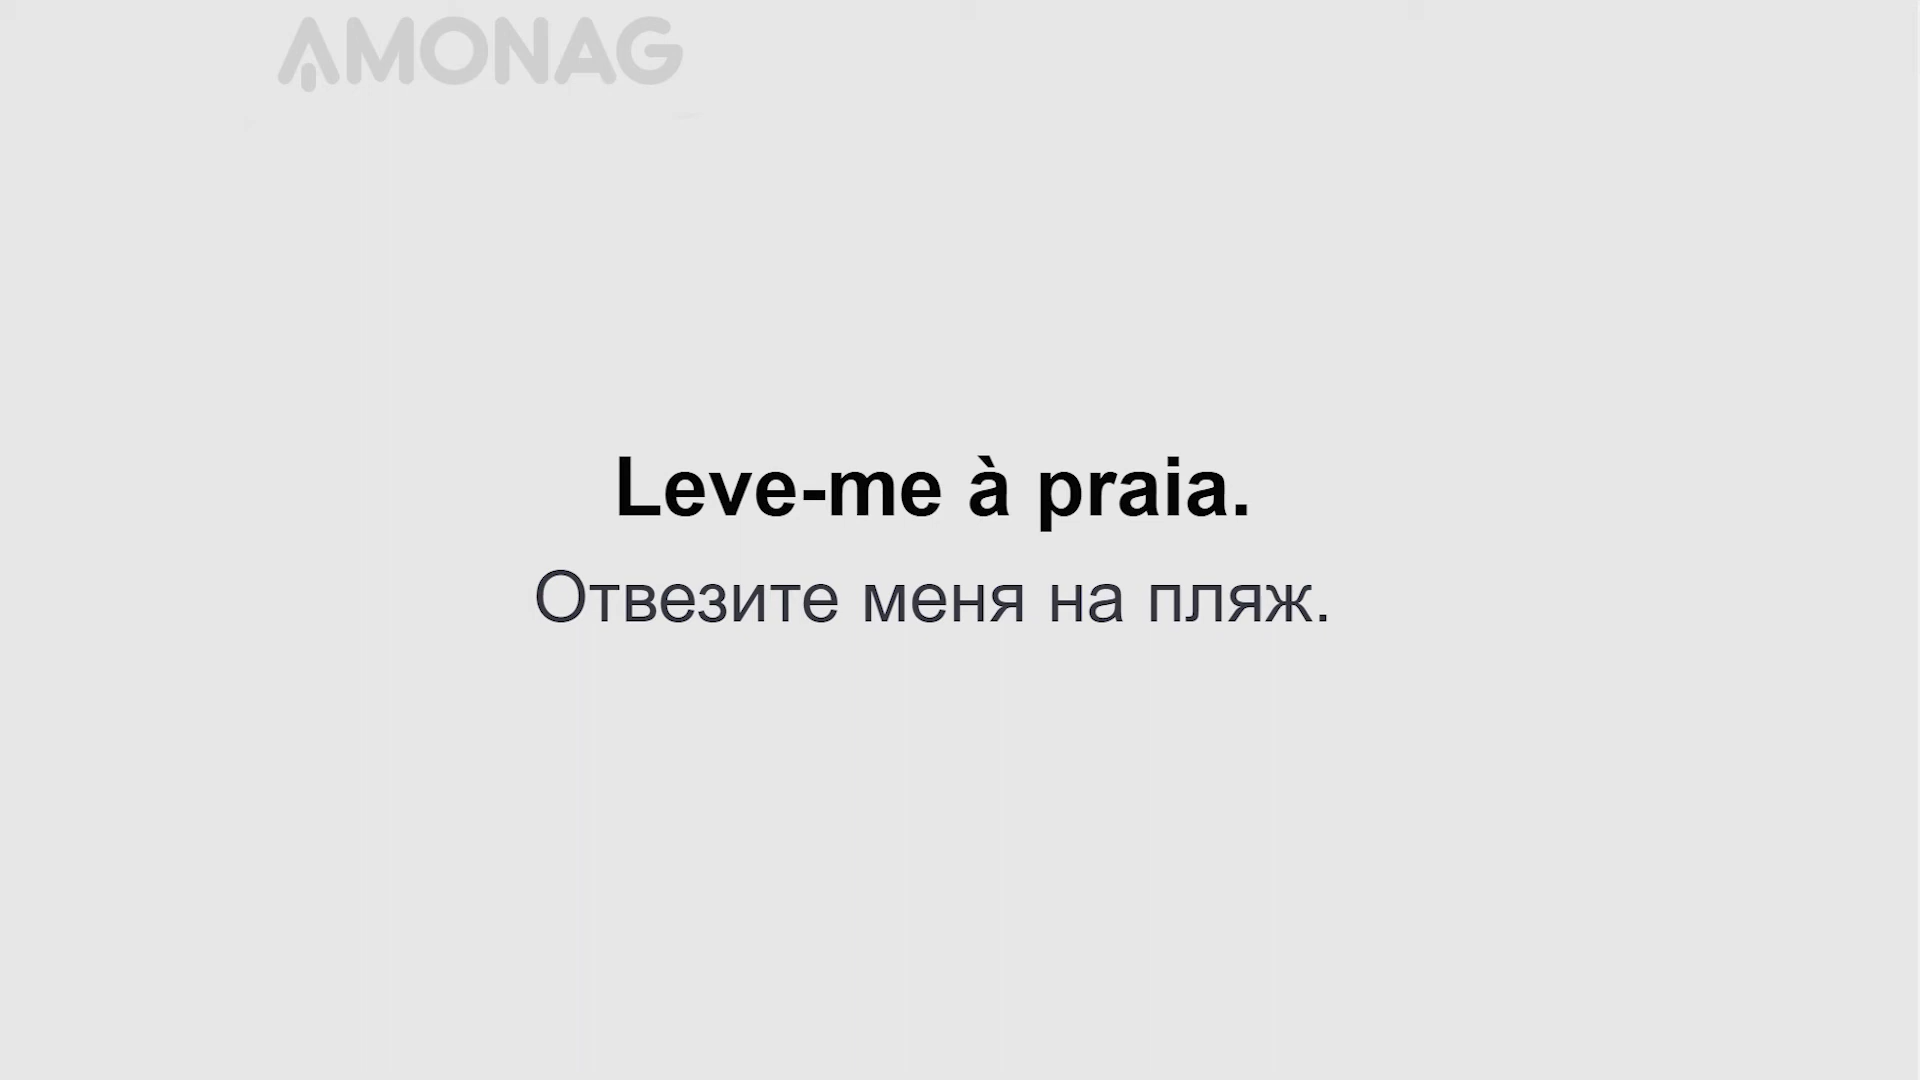 AMONAG
Leve-me à praia.
Отвезите меня на пляж.